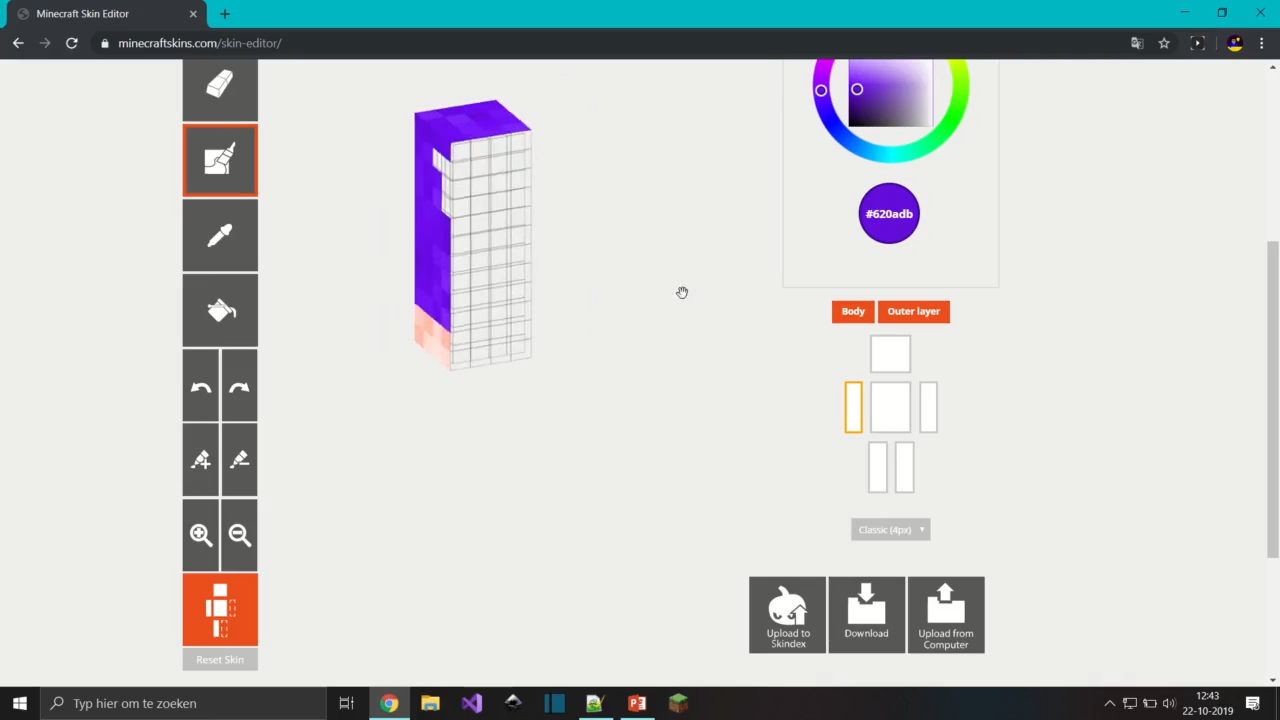 Minecraft Skin Editor
minecraftskins.com/skin-editor/
#620adb
Body
Outer layer
Classic (4px)
Upload to
Skindex
Download
Upload from
Computer
Reset Skin
Typ hier om te zoeken
12:43
22-10-2019